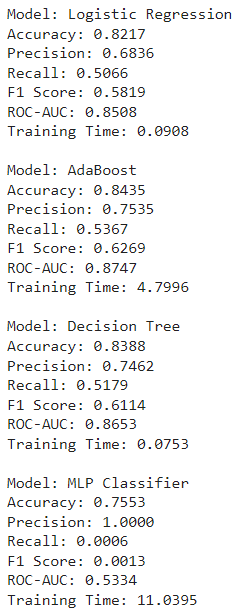 Model: Logistic Regression
Accuracy: 0.8217
Precision: 0.6836
Recall: 0.5066
F1 Score: 0.5819
ROC-AUC: 0.8508
Training Time: 0.0908

Model: AdaBoost
Accuracy: 0.8435
Precision: 0.7535
Recall: 0.5367
F1 Score: 0.6269
ROC-AUC: 0.8747
Training Time: 4.7996

Model: Decision Tree
Accuracy: 0.8388
Precision: 0.7462
Recall: 0.5179
F1 Score: 0.6114
ROC-AUC: 0.8653
Training Time: 0.0753

Model: MLP Classifier
Accuracy: 0.7553
Precision: 1.0000
Recall: 0.0006
F1 Score: 0.0013
ROC-AUC: 0.5334
Training Time: 11.0395